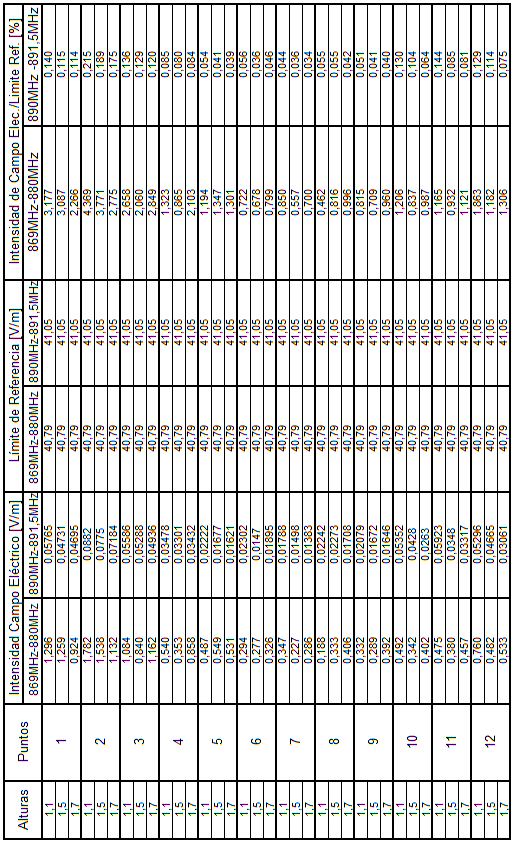 Alturas Puntos Intensidad Campo Eléctrico [V/m] Límite de Referencia [V/m] Intensidad de Campo Elec./Limite Ref. [%]
869MHz-880MHz 890MHz-891,5MHz 869MHz-880MHz 890MHz-891,5MHz 869MHz-880MHz 890MHz -891,5MHz
1,1 1,296 0,05765 40,79 41,05 3,177 0,140
1,5 1 1,259 0,04731 40,79 41,05 3,087 0,115
1,7 0,924 0,04695 40,79 41,05 2,266 0,114
1,1 1,782 0,0882 40,79 41,05 4,369 0,215
1,5 2 1,538 0,0775 40,79 41,05 3,771 0,189
1,7 1,132 0,07184 40,79 41,05 2,775 0,175
1,1 1,084 0,05586 40,79 41,05 2,658 0,136
1,5 3 0,840 0,05288 40,79 41,05 2,060 0,129
1,7 1,162 0,04936 40,79 41,05 2,849 0,120
1,1 0,540 0,03478 40,79 41,05 1,323 0,085
1,5 4 0,353 0,03301 40,79 41,05 0,865 0,080
1,7 0,858 0,03432 40,79 41,05 2,103 0,084
1,1 0,487 0,02222 40,79 41,05 1,194 0,054
1,5 5 0,549 0,01677 40,79 41,05 1,347 0,041
1,7 0,531 0,01621 40,79 41,05 1,301 0,039
1,1 0,294 0,02302 40,79 41,05 0,722 0,056
1,5 6 0,277 0,0147 40,79 41,05 0,678 0,036
1,7 0,326 0,01895 40,79 41,05 0,799 0,046
1,1 0,347 0,01788 40,79 41,05 0,850 0,044
1,5 7 0,227 0,01498 40,79 41,05 0,557 0,036
1,7 0,286 0,01383 40,79 41,05 0,700 0,034
1,1 0,188 0,02242 40,79 41,05 0,462 0,055
1,5 8 0,333 0,02273 40,79 41,05 0,816 0,055
1,7 0,406 0,01708 40,79 41,05 0,996 0,042
1,1 0,332 0,02079 40,79 41,05 0,815 0,051
1,5 9 0,289 0,01672 40,79 41,05 0,709 0,041
1,7 0,392 0,01646 40,79 41,05 0,960 0,040
1,1 0,492 0,05352 40,79 41,05 1,206 0,130
1,5 10 0,342 0,0428 40,79 41,05 0,837 0,104
1,7 0,402 0,0263 40,79 41,05 0,987 0,064
1,1 0,475 0,05923 40,79 41,05 1,165 0,144
1,5 11 0,380 0,0348 40,79 41,05 0,932 0,085
1,7 0,457 0,03317 40,79 41,05 1,121 0,081
1,1 0,760 0,05296 40,79 41,05 1,883 0,129
1,5 12 0,482 0,04665 40,79 41,05 1,182 0,114
1,7 0,533 0,03061 40,79 41,05 1,306 0,075